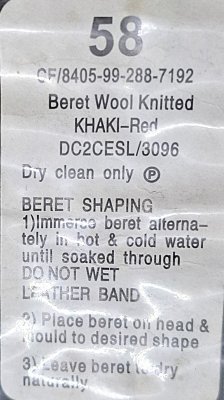 58
CF/8405-99-288-7192
Beret Wool Knitted
KHAKI-Red
DC2CESL/3096
Dry clean only Ⓟ
BERET SHAPING
1)Immerse beret alterna-
tely in hot & cold water
until soaked through
DO NOT WET
LEATHER BAND
2) Place beret on head &
mould to desired shape
3) Leave beret to dry
naturally